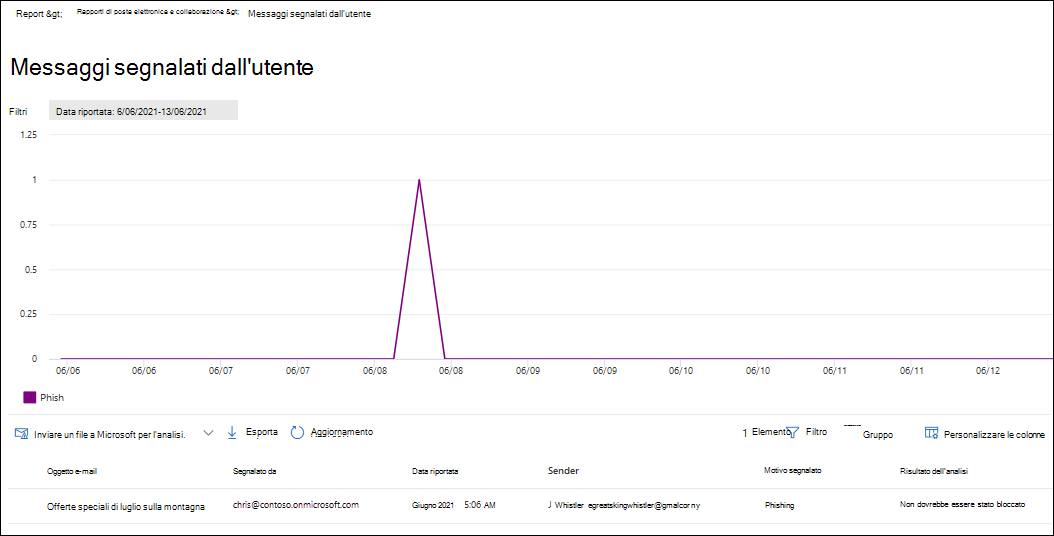 Report &gt; Rapporti di posta elettronica e collaborazione &gt; Messaggi segnalati dall'utente
Messaggi segnalati dall'utente
Filtri Data riportata: 6/06/2021-13/06/2021
1.25
1
0.75
0.5
0.25
0
06/06 06/06 06/07 06/07 06/08 06/08 06/09 06/09 06/10 06/10 06/11 06/11 06/12
Phish
Inviare un file a Microsoft per l'analisi. Esporta Aggiornamento 1 Elemento Filtro Gruppo Personalizzare le colonne
Oggetto e-mail Segnalato da Data riportata Sender Motivo segnalato Risultato dell'analisi
Offerte speciali di luglio sulla montagna chris@contoso.onmicrosoft.com Giugno 2021 5:06 AM J Whistler egreatskingwhistler@gmalcorny Phishing Non dovrebbe essere stato bloccato